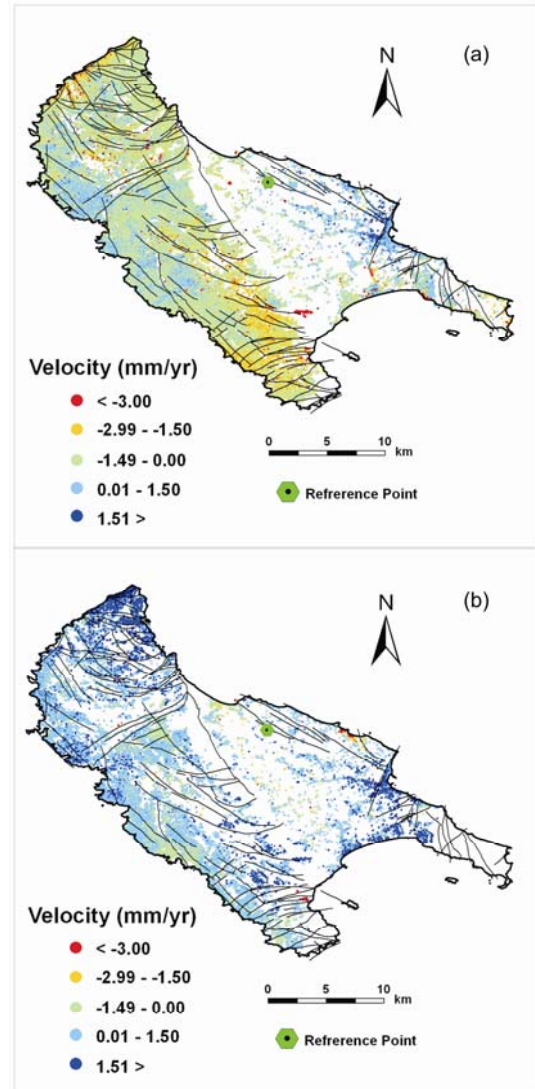 N
(a)
Velocity (mm/yr)
< -3.00
-2.99 - -1.50
-1.49 - 0.00
0.01 - 1.50
1.51 >
0 5 10
km
Refrerence Point
N
(b)
Velocity (mm/yr)
< -3.00
-2.99 - -1.50
-1.49 - 0.00
0.01 - 1.50
1.51 >
0 5 10
km
Refrerence Point